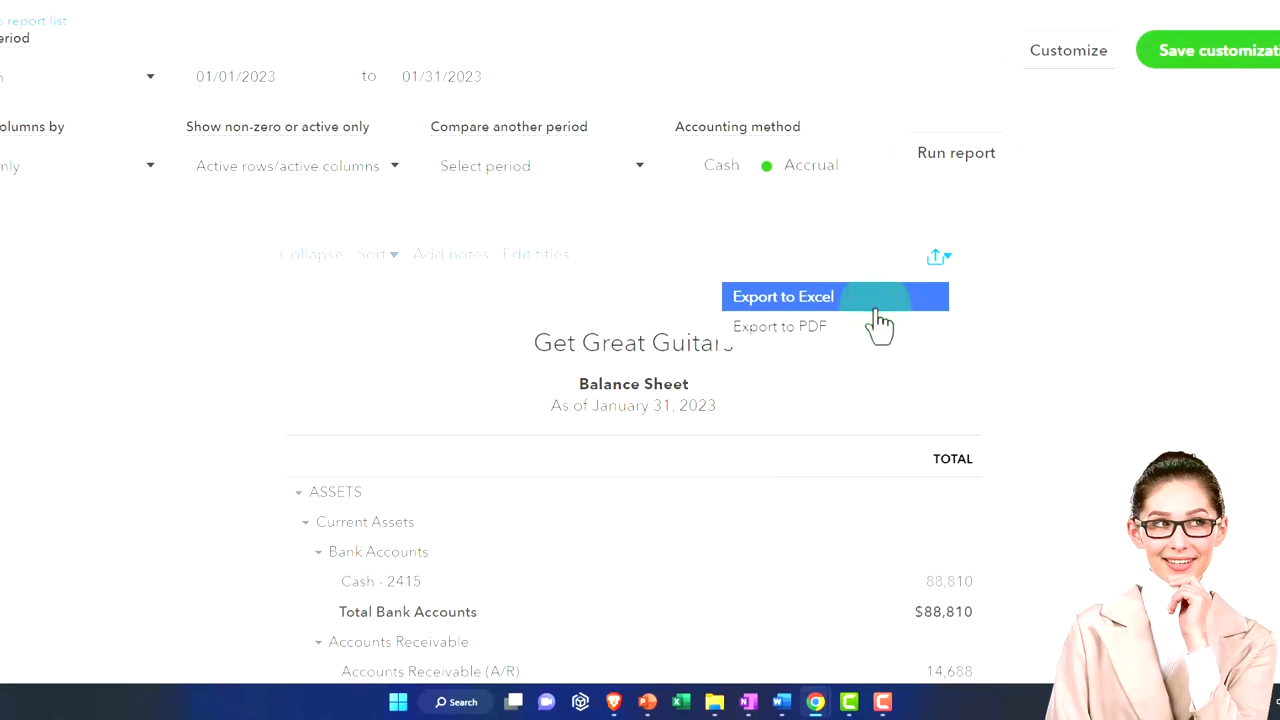 report list
eriod
Customize
Save customizati
01/01/2023 to 01/31/2023
olumns by
Show non-zero or active only
Compare another period
Accounting method
nly
Active rows/active columns
Select period
Cash
Accrual
Run report
Collapse Sort Add notes Edit titles
Export to Excel
Export to PDF
Get Great Guitars
Balance Sheet
As of January 31, 2023
TOTAL
ASSETS
Current Assets
Bank Accounts
Cash - 2415 88,810
Total Bank Accounts $88,810
Accounts Receivable
Accounts Receivable (A/R) 14,688
Search